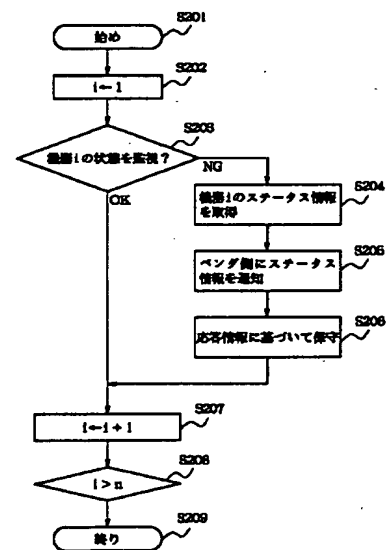 S201
始め
S202
i←1
S203
機器iの状態を監視？
NG
OK
S204
機器iのステータス情報
を取得
S205
ベンダ側にステータス
情報を通知
S206
応答情報に基づいて保守
S207
i←i+1
S208
i>n
S209
終り